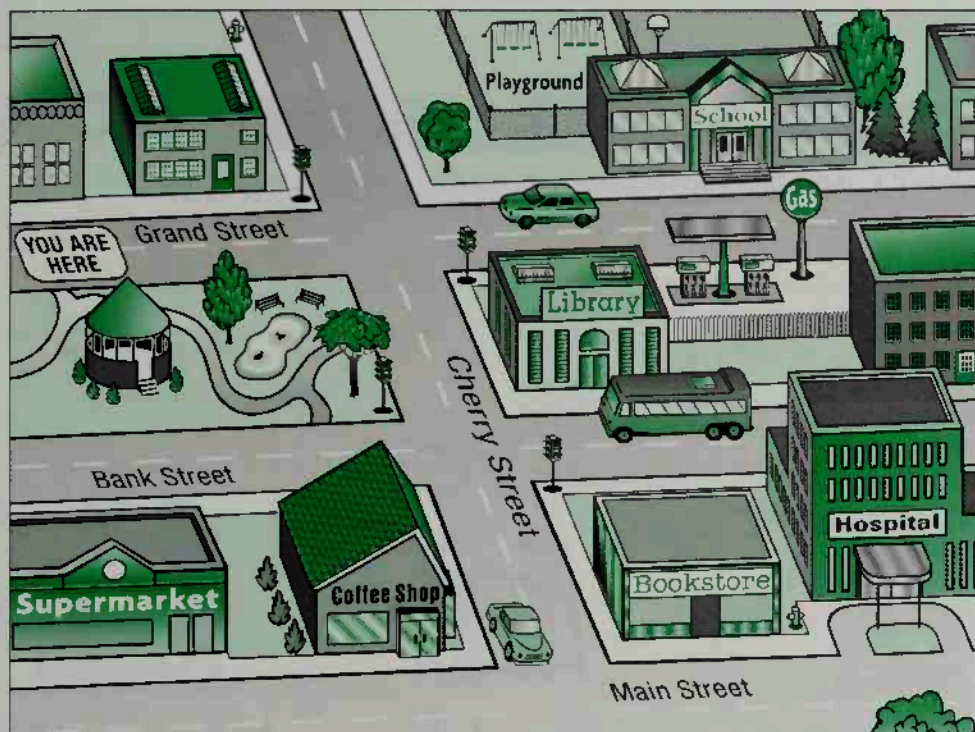 Playground
School
Gas
Grand Street
YOU ARE
HERE
Library
Cherry Street
Bank Street
Hospital
Bookstore
Coffee Shop
Supermarket
Main Street